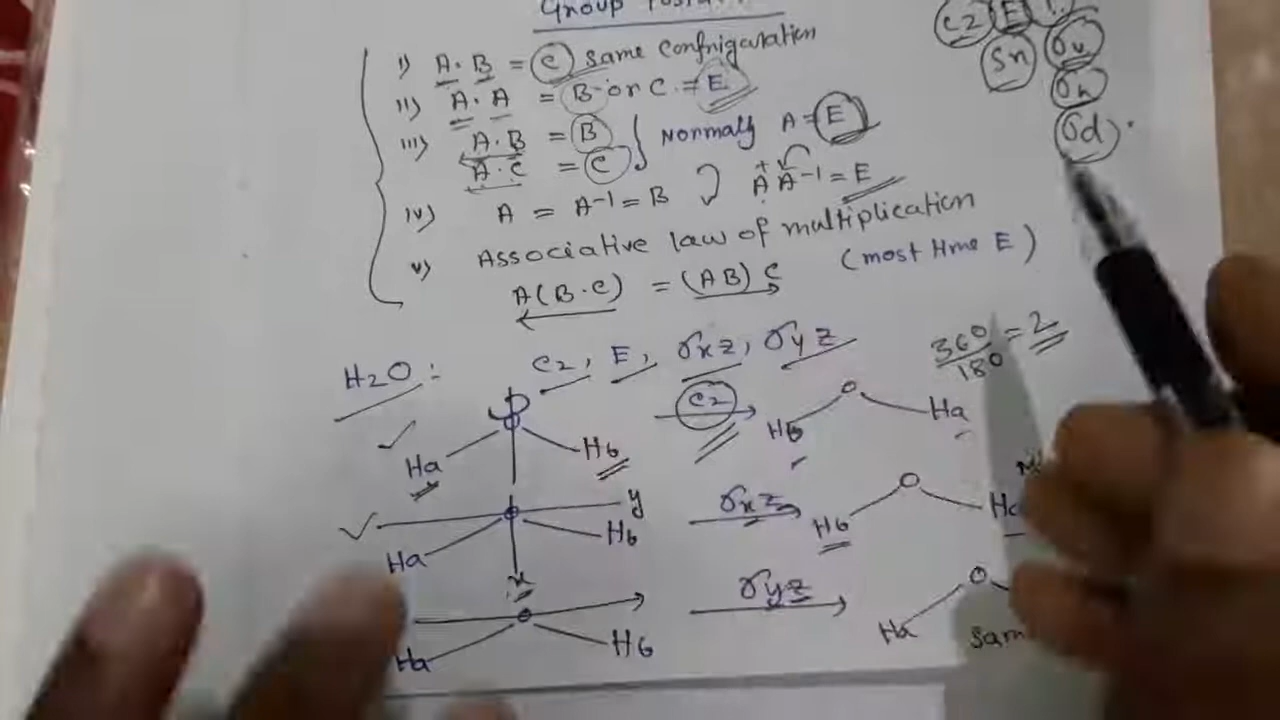 Group
C2 E i
Sn σv
σh
σd .
i) A . B = C same configuration
ii) A . A = B or C = E
iii) A.B = B
A.C = C } Normally A = E
iv) A = A-1 = B A A-1 = E
v) Associative law of multiplication
A(B.C) = (AB) C (most time E)
H2O : C2, E, σxz, σyz
360/180 = 2
Ha Hb C2 Hb O Ha
y
Ha Hb σxz Hb O
x
Ha Hb σyz Ha O
Sam